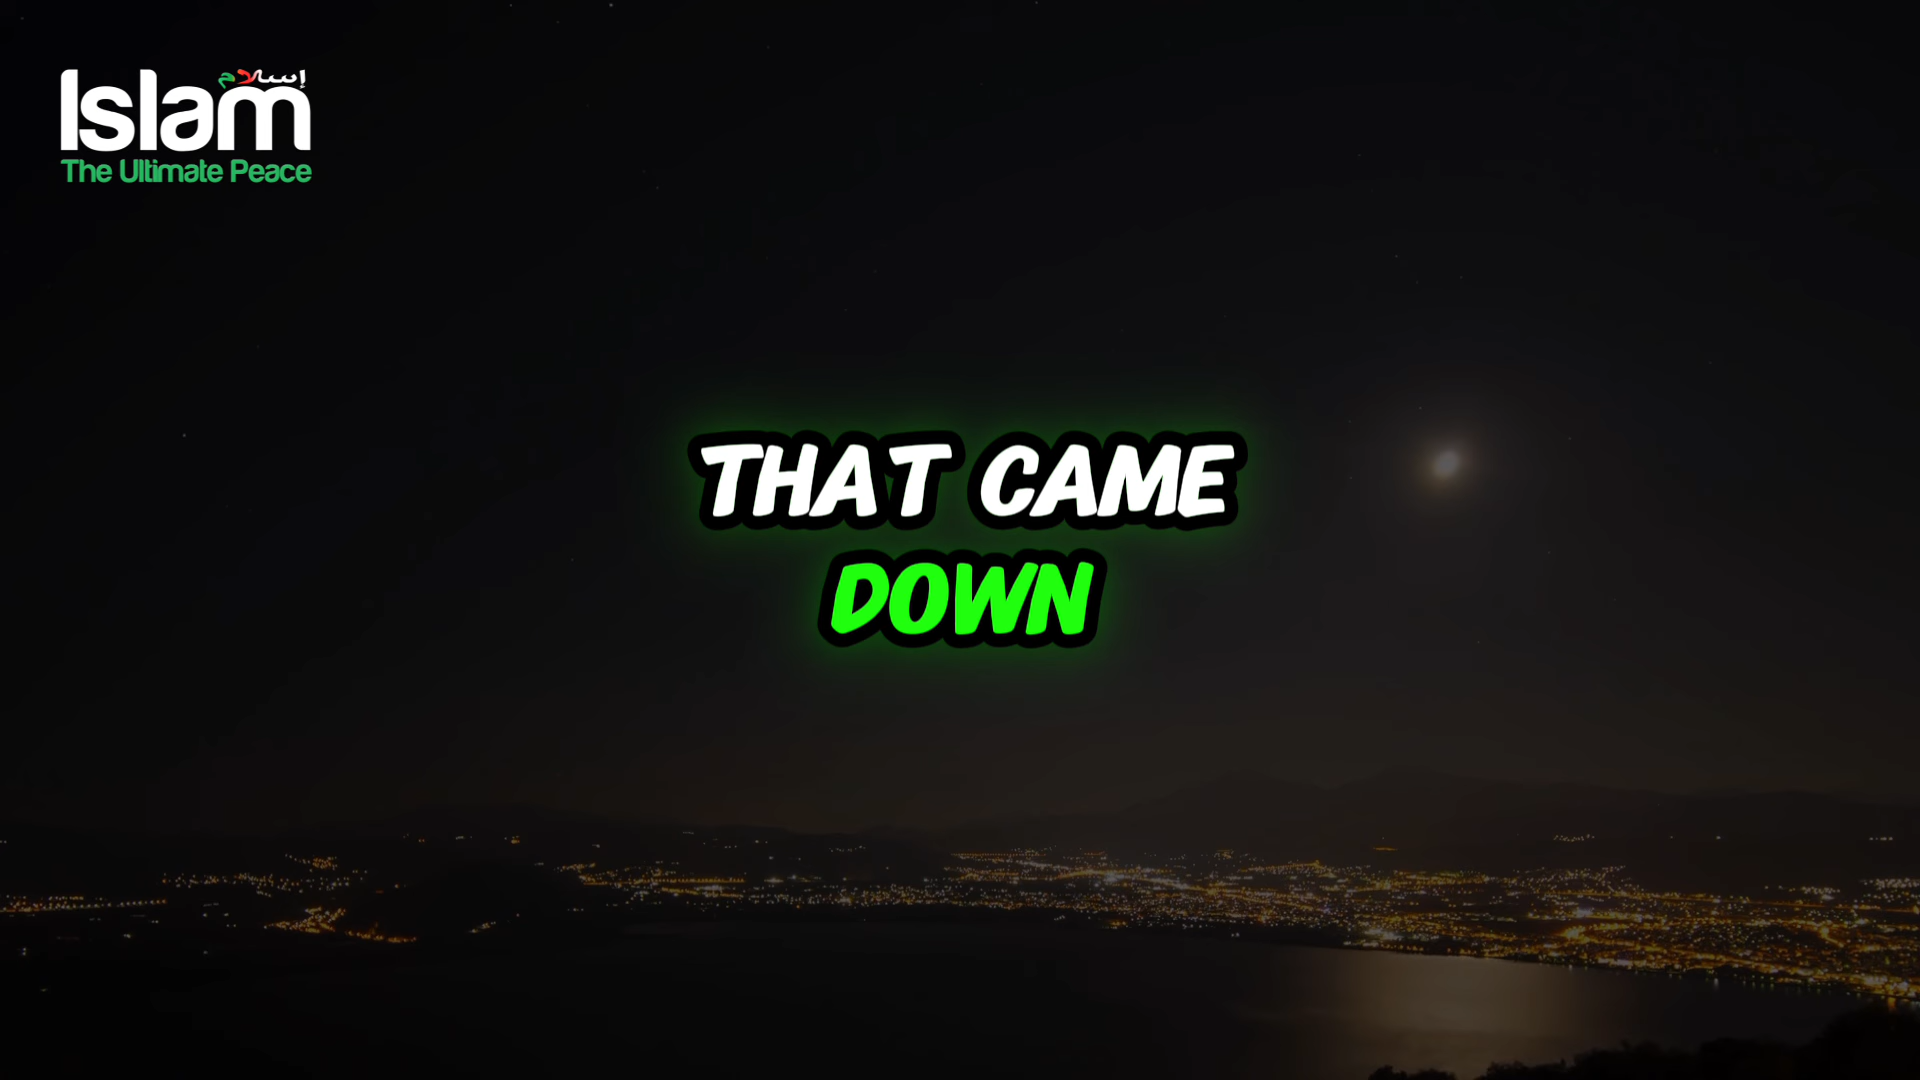 إسلام
Islam
The Ultimate Peace
THAT CAME
DOWN